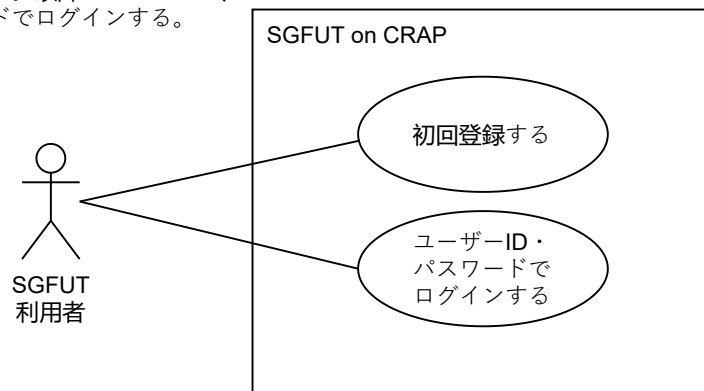 ドでログインする。
SGFUT on CRAP
初回登録する
ユーザーID・
パスワードで
ログインする
SGFUT
利用者